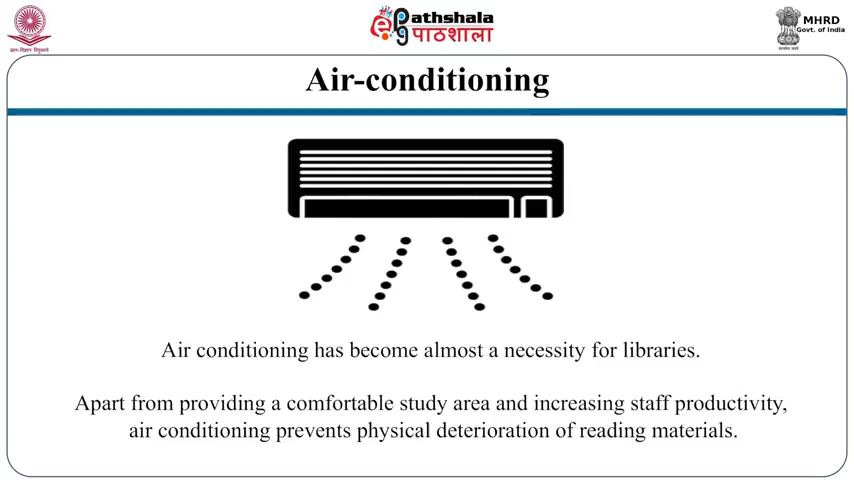 ePathshala
पाठशाला
MHRD
Govt. of India
ज्ञान-विज्ञान विमुक्तये
Air-conditioning
Air conditioning has become almost a necessity for libraries.
Apart from providing a comfortable study area and increasing staff productivity,
air conditioning prevents physical deterioration of reading materials.